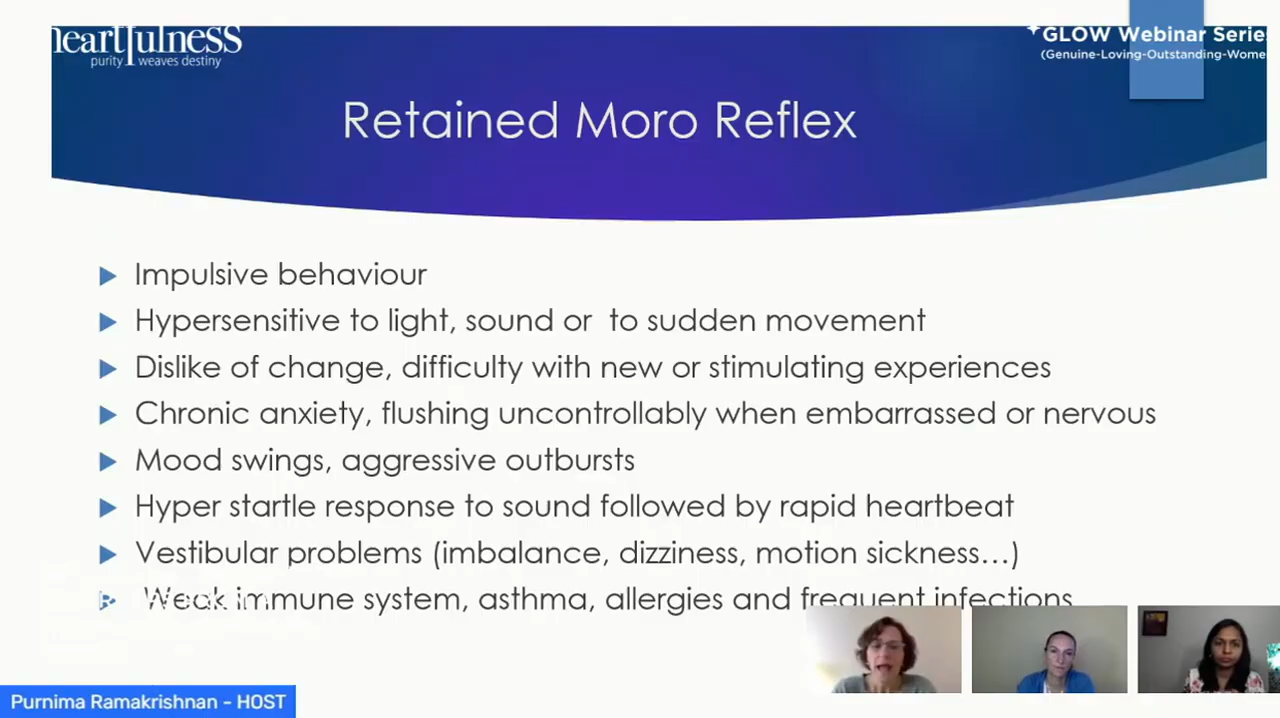 heartfulness
purity weaves destiny
GLOW Webinar Serie
(Genuine-Loving-Outstanding-Wome
Retained Moro Reflex
Impulsive behaviour
Hypersensitive to light, sound or to sudden movement
Dislike of change, difficulty with new or stimulating experiences
Chronic anxiety, flushing uncontrollably when embarrassed or nervous
Mood swings, aggressive outbursts
Hyper startle response to sound followed by rapid heartbeat
Vestibular problems (imbalance, dizziness, motion sickness...)
Weak immune system, asthma, allergies and frequent infections
Purnima Ramakrishnan - HOST